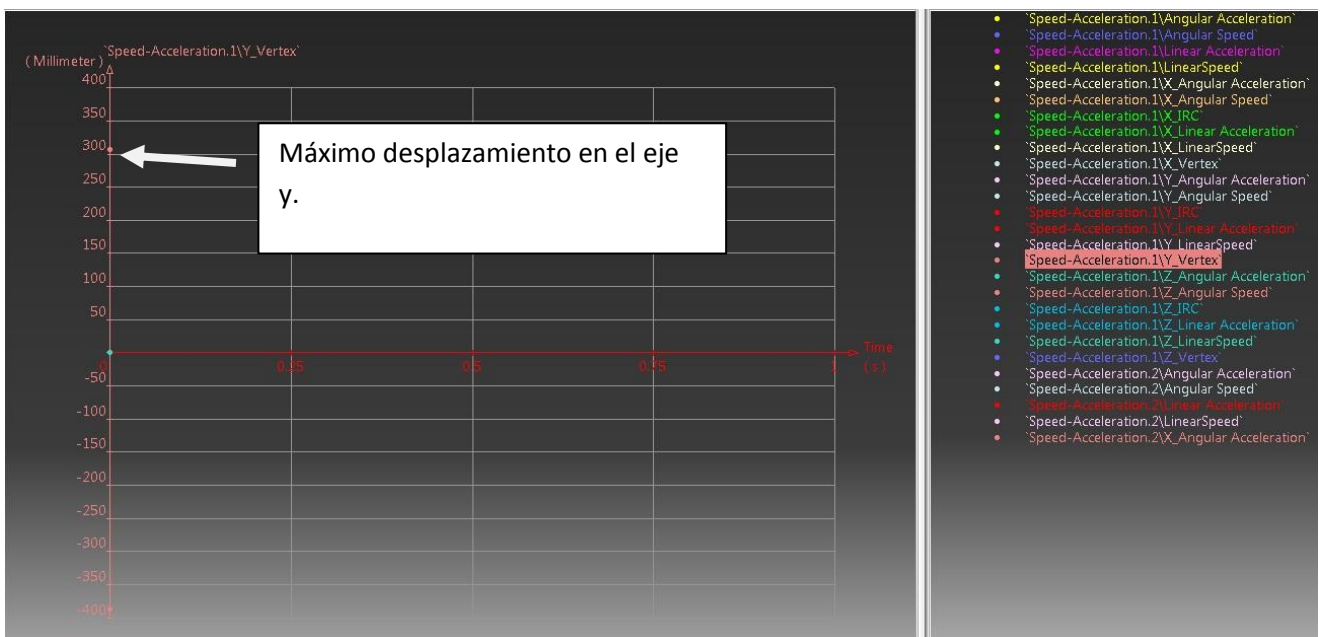 `Speed-Acceleration.1\Y_Vertex`
(Millimeter)
400
350
300
250
200
150
100
50
0
-50
-100
-150
-200
-250
-300
-350
-400
0.25
0.5
0.75
1
Time
(s)
Máximo desplazamiento en el eje
y.
`Speed-Acceleration.1\Angular Acceleration`
`Speed-Acceleration.1\Angular Speed`
`Speed-Acceleration.1\Linear Acceleration`
`Speed-Acceleration.1\LinearSpeed`
`Speed-Acceleration.1\X_Angular Acceleration`
`Speed-Acceleration.1\X_Angular Speed`
`Speed-Acceleration.1\X_IRC`
`Speed-Acceleration.1\X_Linear Acceleration`
`Speed-Acceleration.1\X_LinearSpeed`
`Speed-Acceleration.1\X_Vertex`
`Speed-Acceleration.1\Y_Angular Acceleration`
`Speed-Acceleration.1\Y_Angular Speed`
`Speed-Acceleration.1\Y_IRC`
`Speed-Acceleration.1\Y_Linear Acceleration`
`Speed-Acceleration.1\Y_LinearSpeed`
`Speed-Acceleration.1\Y_Vertex`
`Speed-Acceleration.1\Z_Angular Acceleration`
`Speed-Acceleration.1\Z_Angular Speed`
`Speed-Acceleration.1\Z_IRC`
`Speed-Acceleration.1\Z_Linear Acceleration`
`Speed-Acceleration.1\Z_LinearSpeed`
`Speed-Acceleration.1\Z_Vertex`
`Speed-Acceleration.2\Angular Acceleration`
`Speed-Acceleration.2\Angular Speed`
`Speed-Acceleration.2\Linear Acceleration`
`Speed-Acceleration.2\LinearSpeed`
`Speed-Acceleration.2\X_Angular Acceleration`